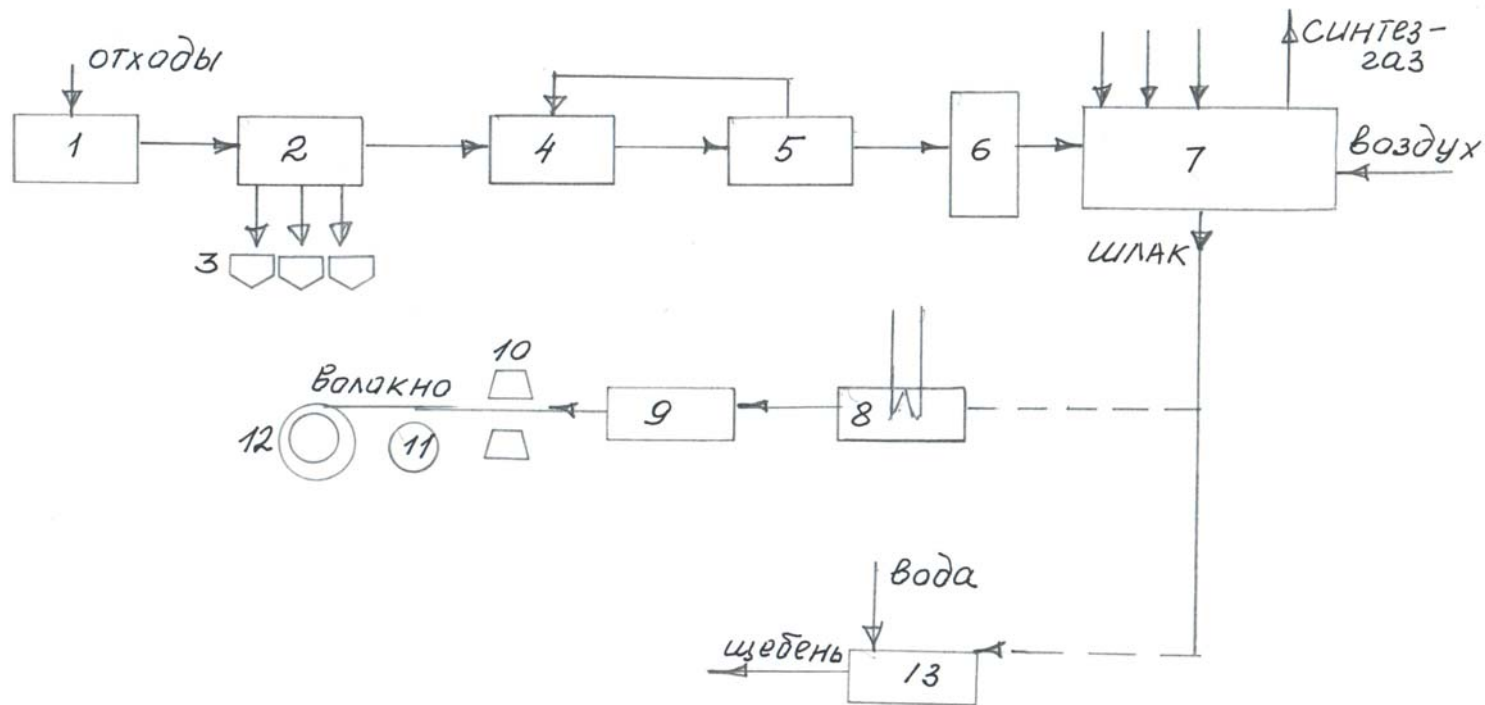 отходы
синтез-
газ
1
2
4
5
6
7
воздух
3
шлак
10
волокно
12
11
9
8
вода
щебень
13